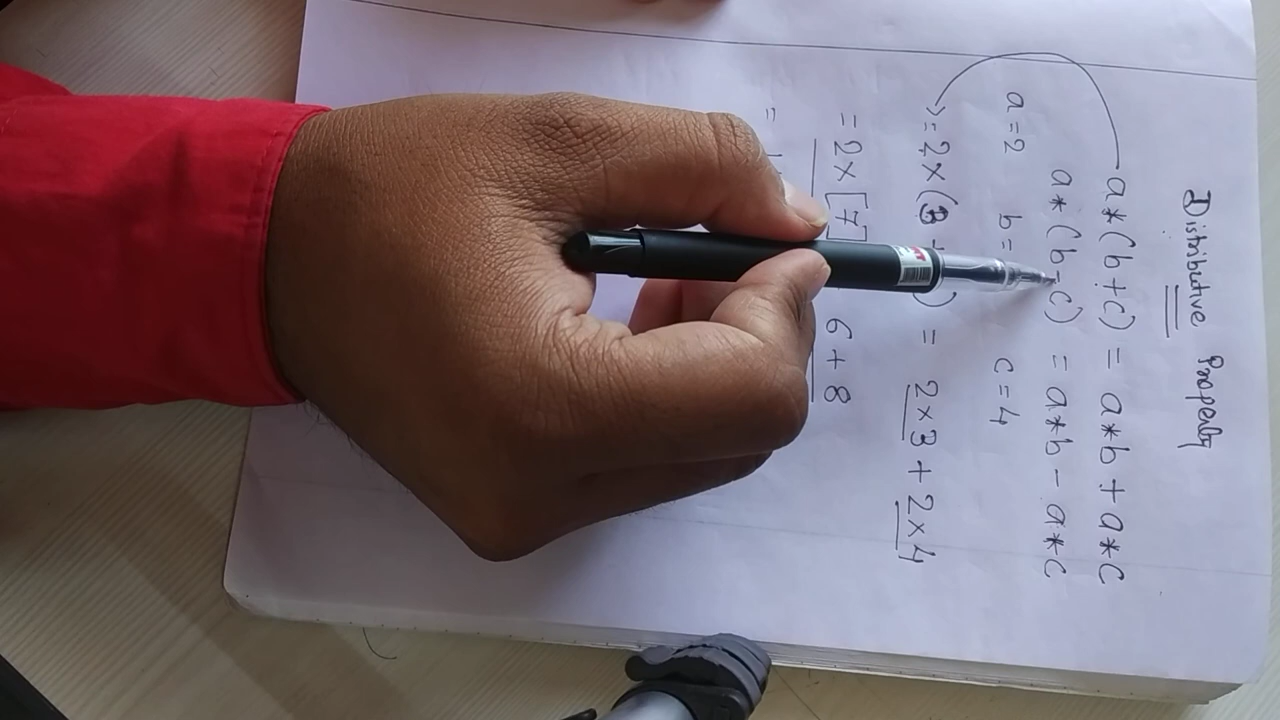 Distributive Property
a*(b+c) = a*b + a*c
a*(b-c) = a*b - a*c
a=2 b= c=4
=2×(3 ) = 2×3 + 2×4
= 2×[7] 6+8
=